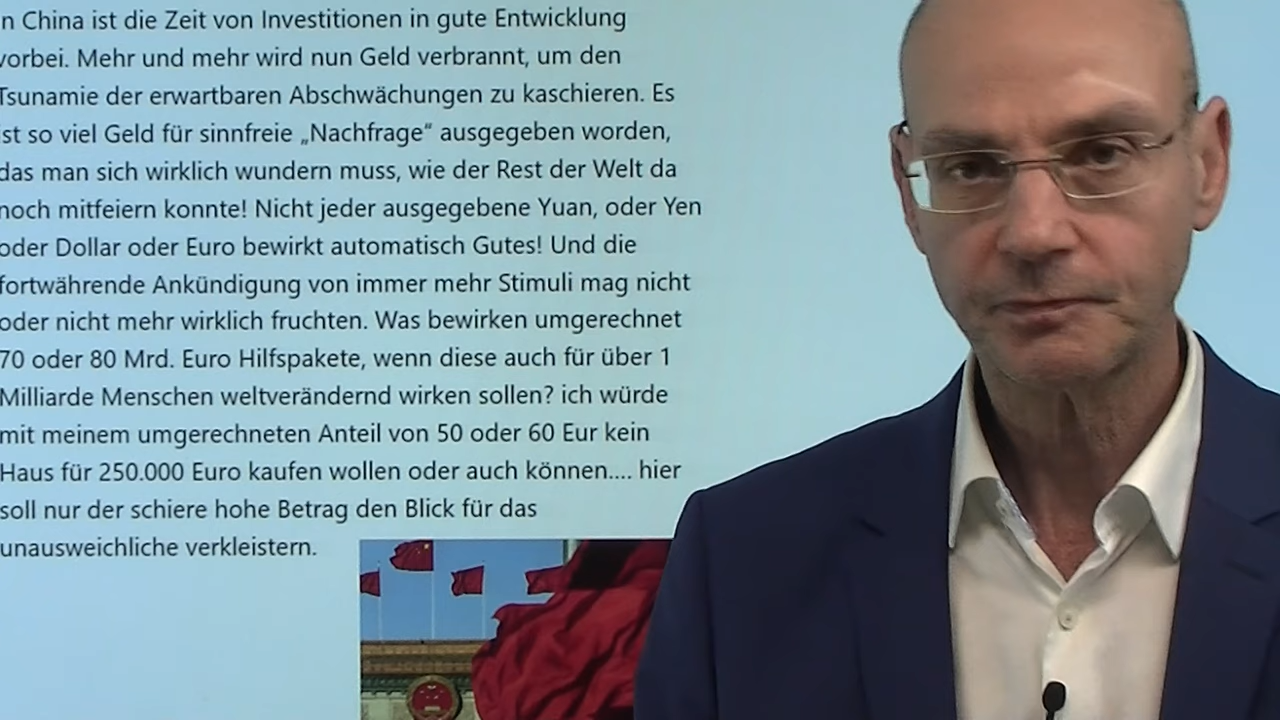 n China ist die Zeit von Investitionen in gute Entwicklung
vorbei. Mehr und mehr wird nun Geld verbrannt, um den
Tsunamie der erwartbaren Abschwächungen zu kaschieren. Es
ist so viel Geld für sinnfreie „Nachfrage“ ausgegeben worden,
das man sich wirklich wundern muss, wie der Rest der Welt da
noch mitfeiern konnte! Nicht jeder ausgegebene Yuan, oder Yen
oder Dollar oder Euro bewirkt automatisch Gutes! Und die
fortwährende Ankündigung von immer mehr Stimuli mag nicht
oder nicht mehr wirklich fruchten. Was bewirken umgerechnet
70 oder 80 Mrd. Euro Hilfspakete, wenn diese auch für über 1
Milliarde Menschen weltverändernd wirken sollen? ich würde
mit meinem umgerechneten Anteil von 50 oder 60 Eur kein
Haus für 250.000 Euro kaufen wollen oder auch können.... hier
soll nur der schiere hohe Betrag den Blick für das
unausweichliche verkleistern.